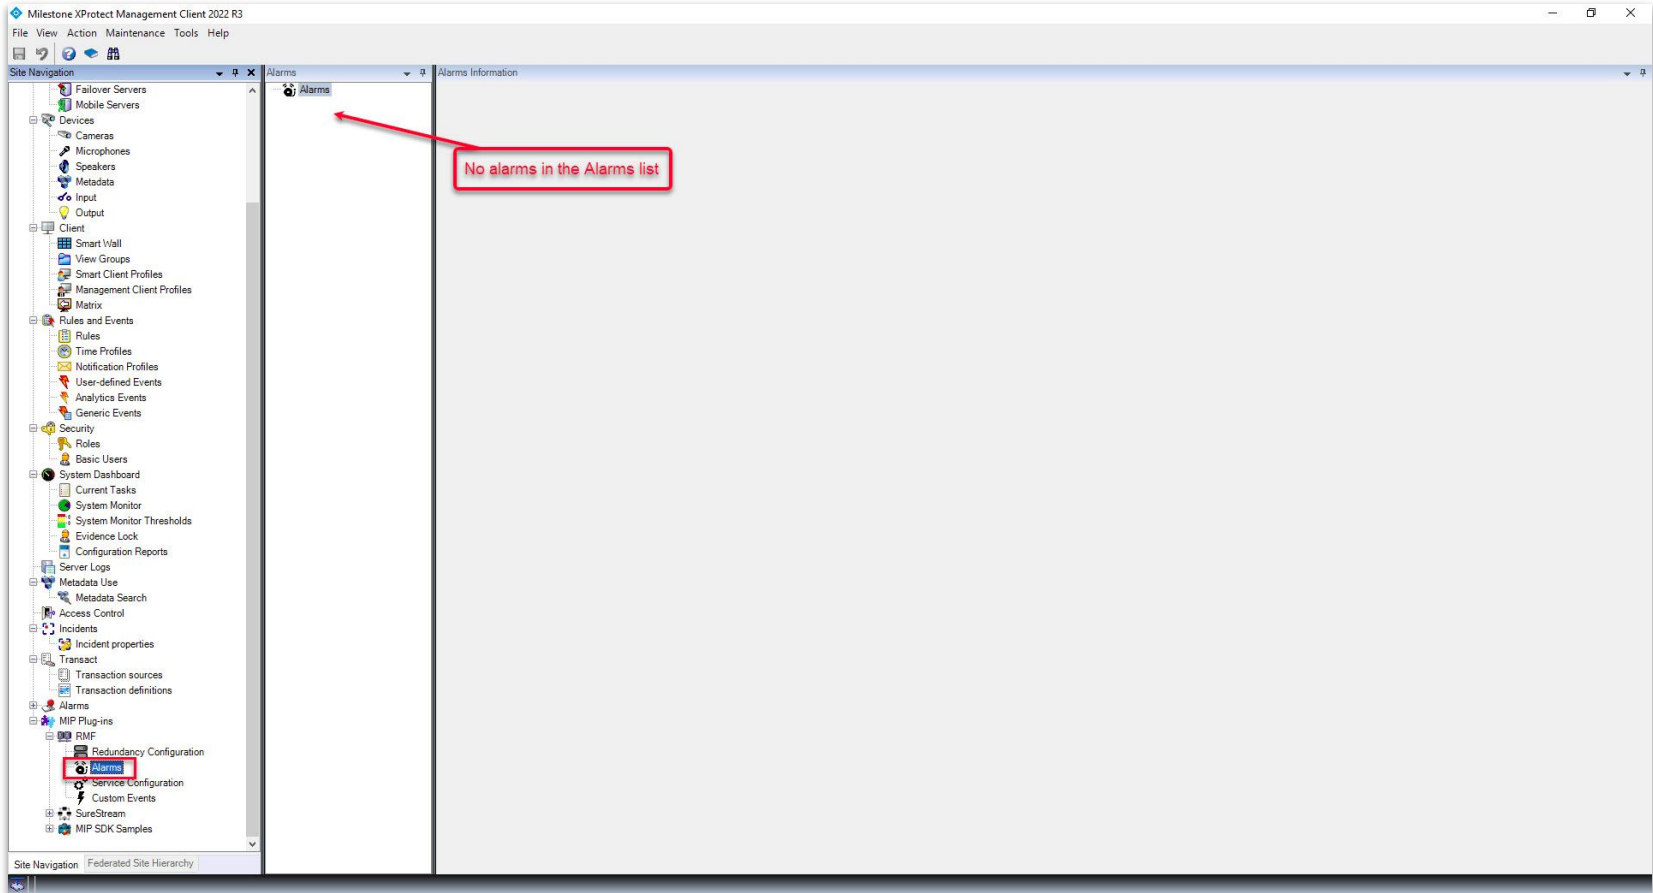 Milestone XProtect Management Client 2022 R3
File View Action Maintenance Tools Help
Site Navigation
Failover Servers
Mobile Servers
Devices
Cameras
Microphones
Speakers
Metadata
Input
Output
Client
Smart Wall
View Groups
Smart Client Profiles
Management Client Profiles
Matrix
Rules and Events
Rules
Time Profiles
Notification Profiles
User-defined Events
Analytics Events
Generic Events
Security
Roles
Basic Users
System Dashboard
Current Tasks
System Monitor
System Monitor Thresholds
Evidence Lock
Configuration Reports
Server Logs
Metadata Use
Metadata Search
Access Control
Incidents
Incident properties
Transact
Transaction sources
Transaction definitions
Alarms
MIP Plug-ins
RMF
Redundancy Configuration
Alarms
Service Configuration
Custom Events
SureStream
MIP SDK Samples
Site Navigation Federated Site Hierarchy
Alarms
Alarms
Alarms Information
No alarms in the Alarms list